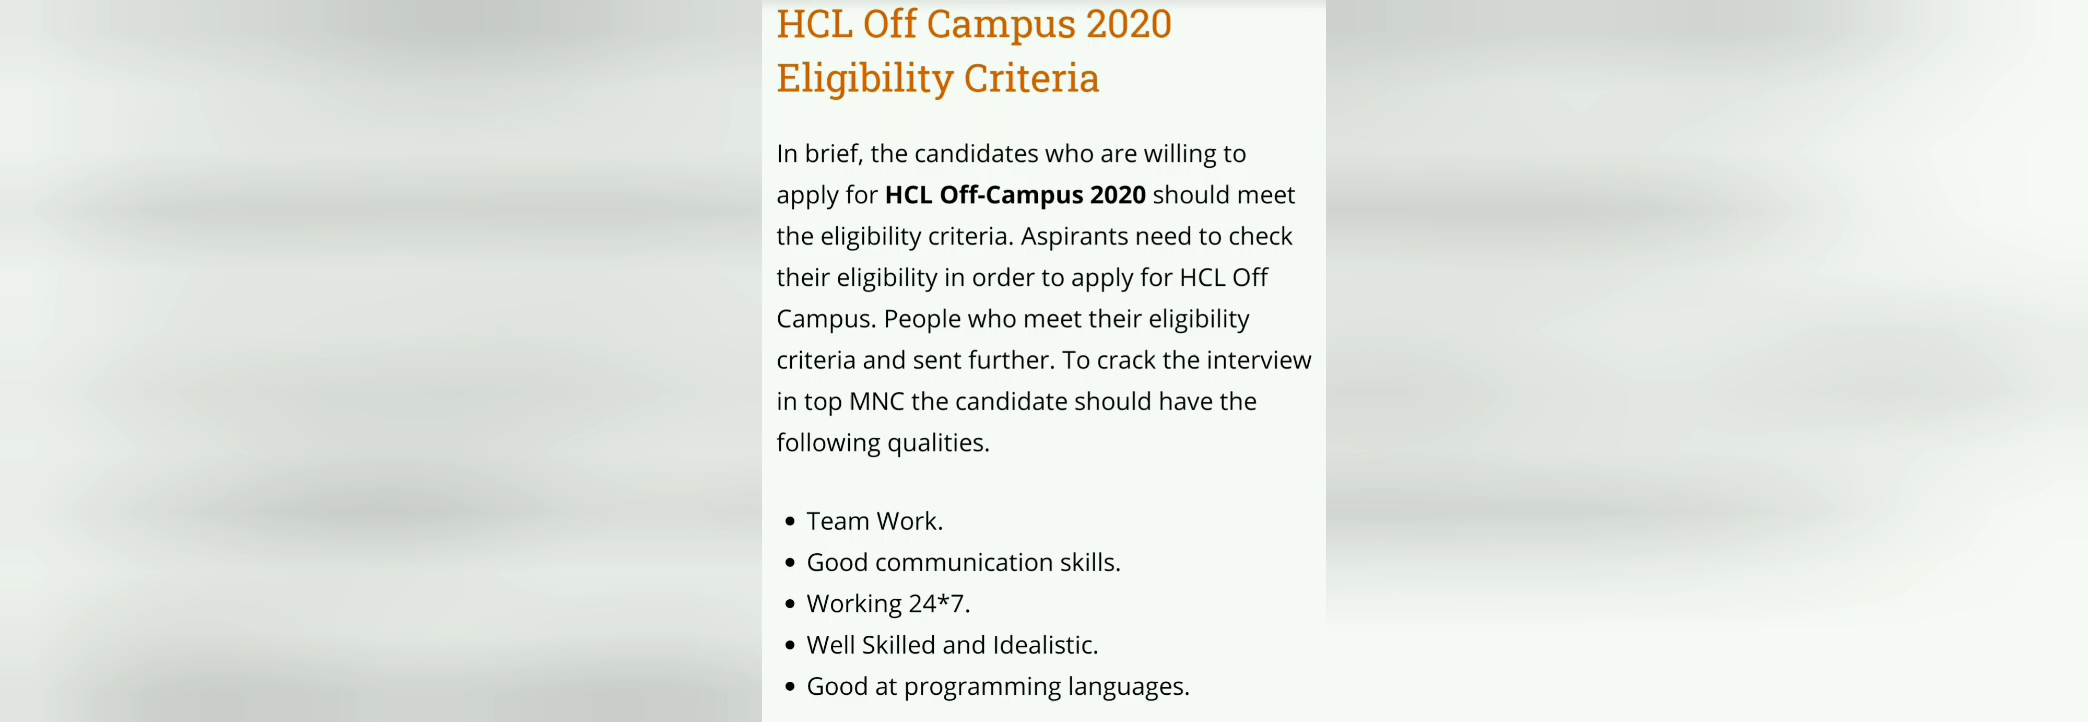 HCL Off Campus 2020
Eligibility Criteria
In brief, the candidates who are willing to
apply for HCL Off-Campus 2020 should meet
the eligibility criteria. Aspirants need to check
their eligibility in order to apply for HCL Off
Campus. People who meet their eligibility
criteria and sent further. To crack the interview
in top MNC the candidate should have the
following qualities.
• Team Work.
• Good communication skills.
• Working 24*7.
• Well Skilled and Idealistic.
• Good at programming languages.